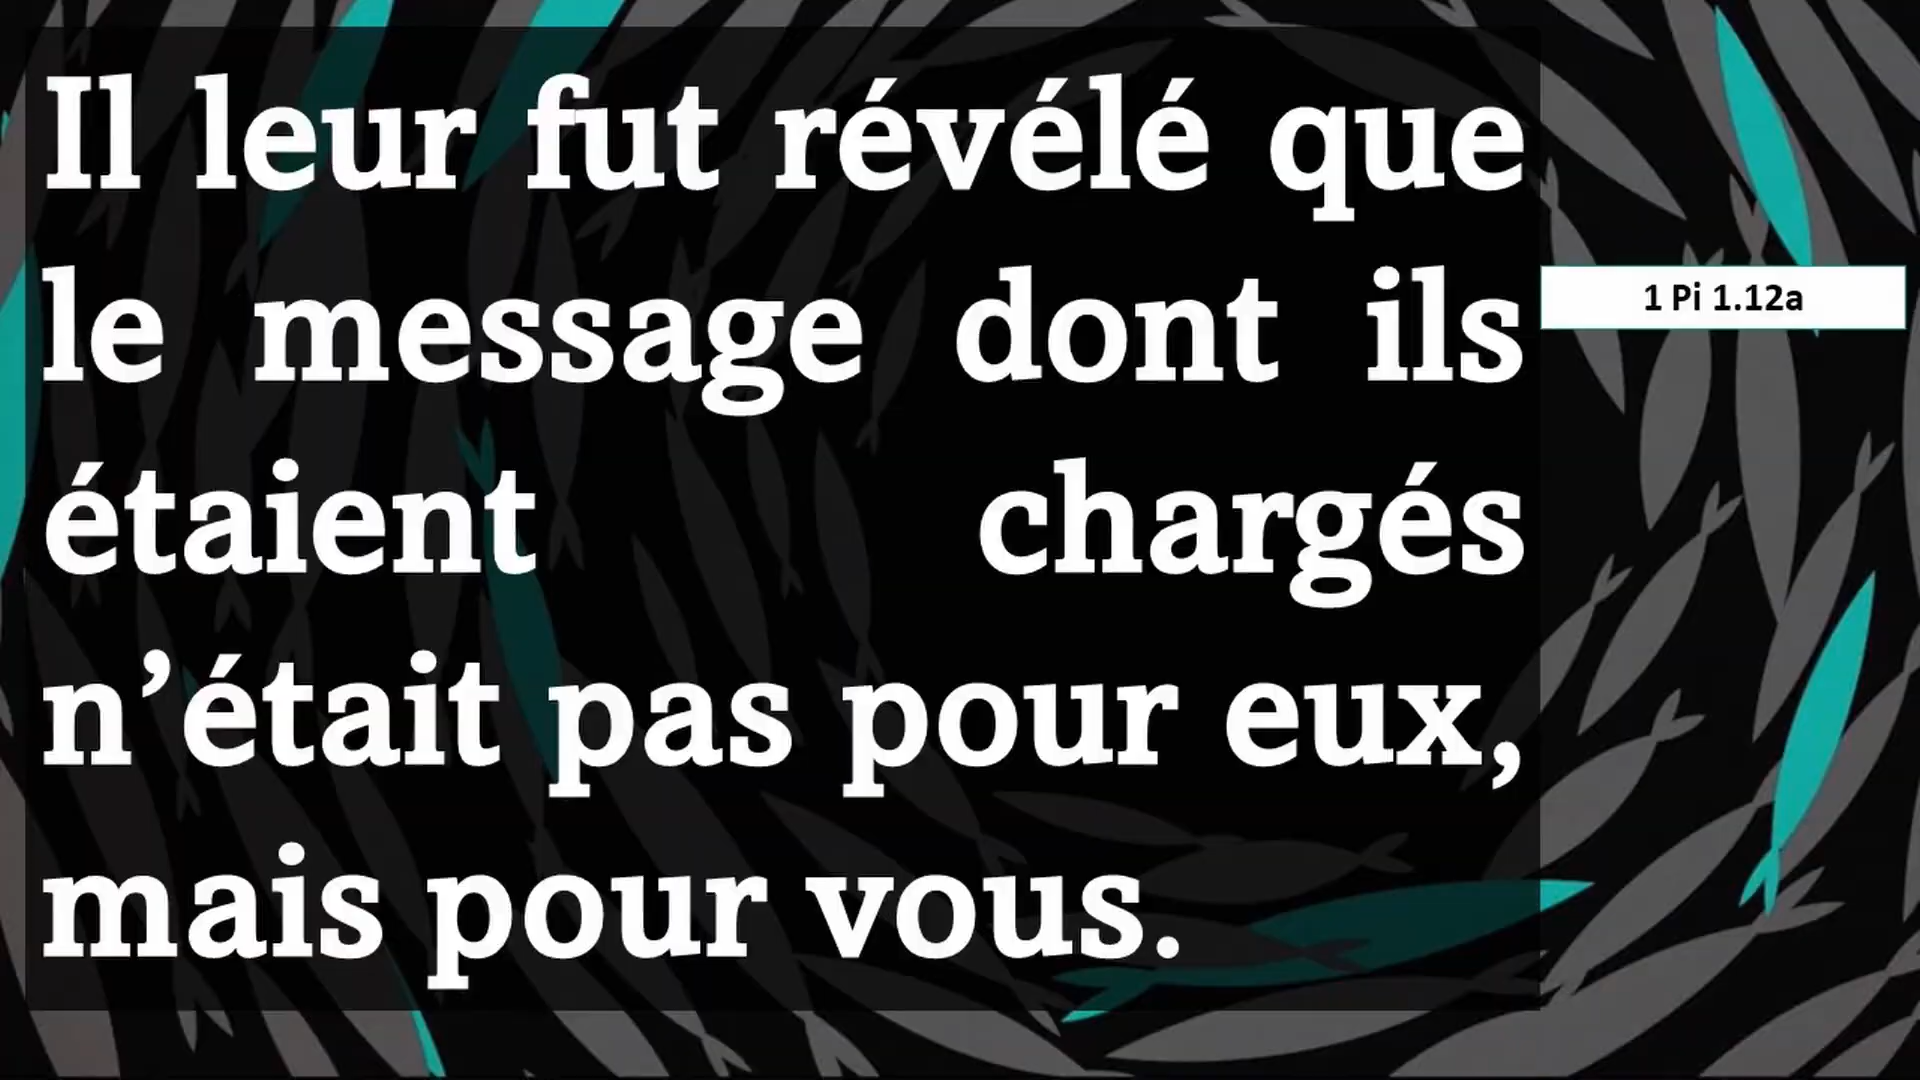 Il leur fut révélé que
le message dont ils
étaient chargés
n’était pas pour eux,
mais pour vous.
1 Pi 1.12a